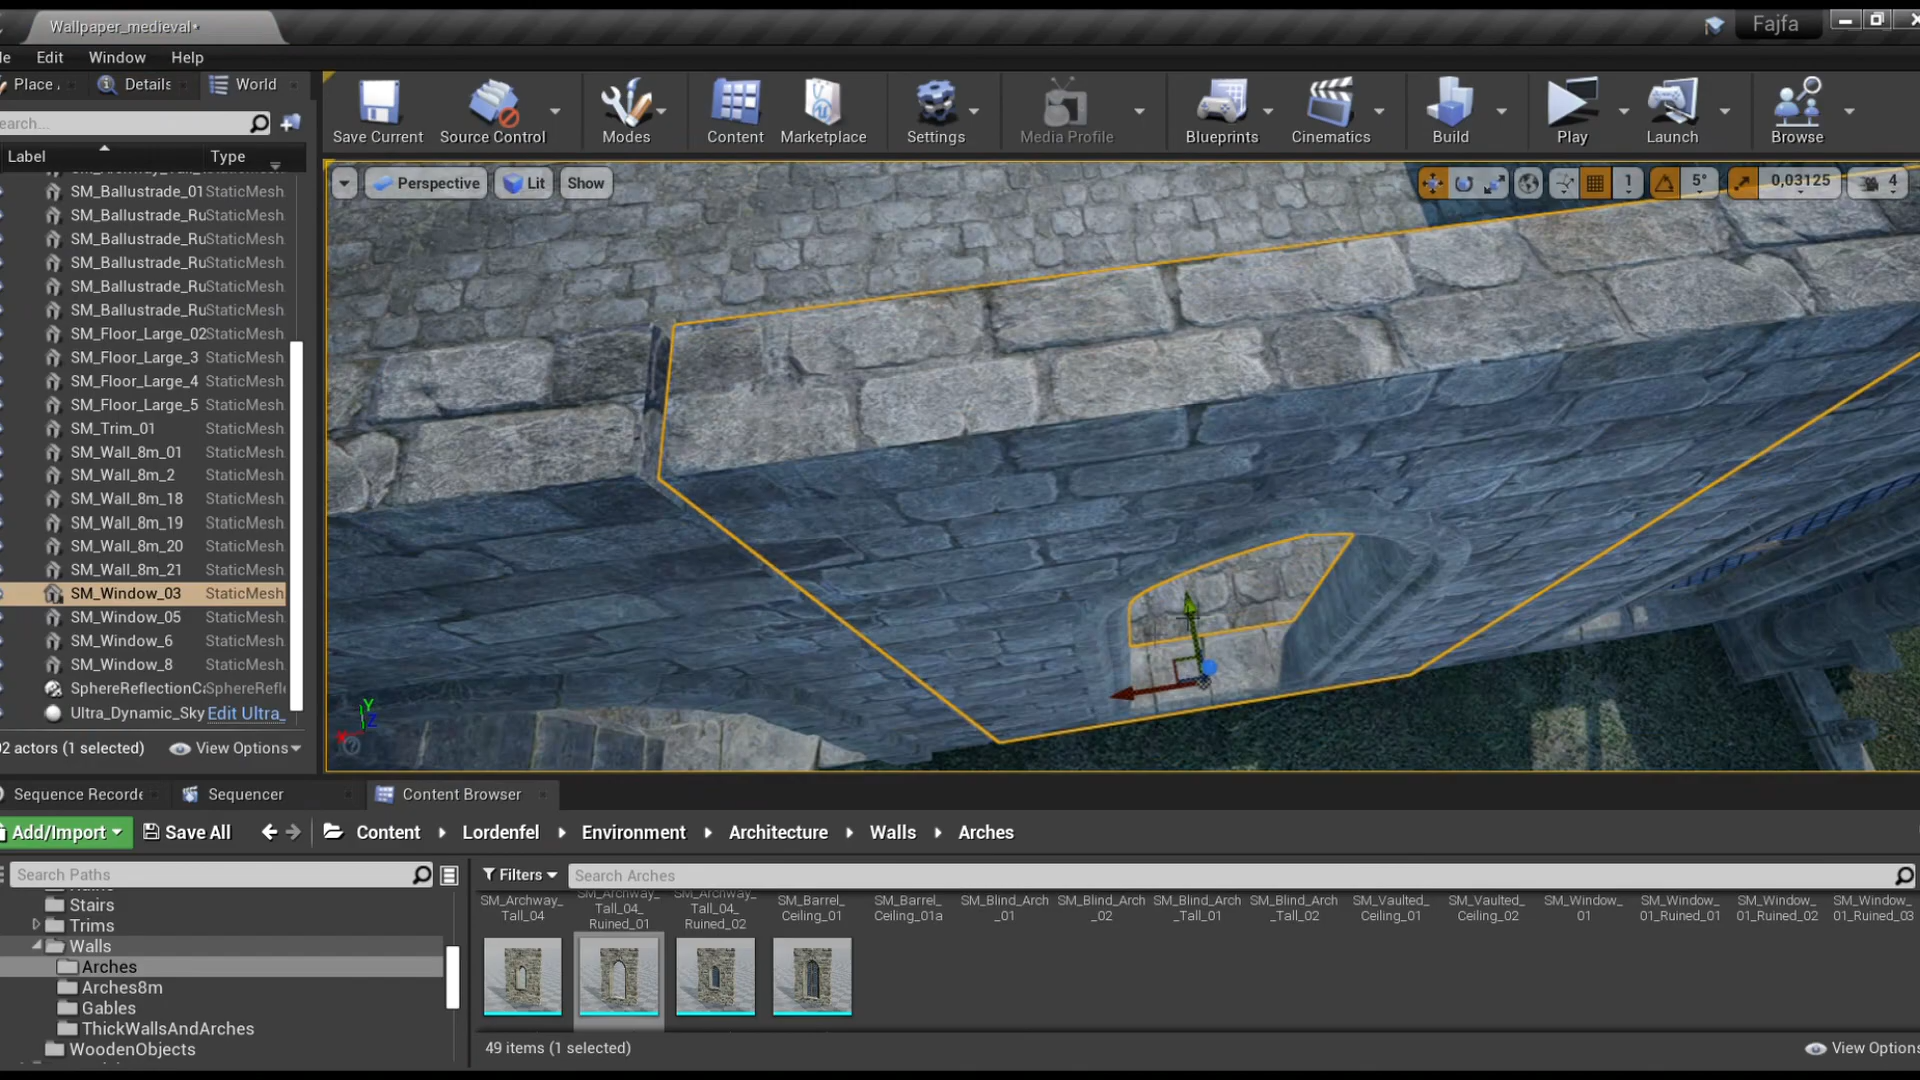 Wallpaper_medieval•
Fajfa
le Edit Window Help
Place Details World
Save Current Source Control Modes Content Marketplace Settings Media Profile Blueprints Cinematics Build Play Launch Browse
earch...
Label Type
Perspective Lit Show 1 5° 0,03125 4
SM_Ballustrade_01 StaticMesh
SM_Ballustrade_Ru StaticMesh
SM_Ballustrade_Ru StaticMesh
SM_Ballustrade_Ru StaticMesh
SM_Ballustrade_Ru StaticMesh
SM_Ballustrade_Ru StaticMesh
SM_Floor_Large_02 StaticMesh
SM_Floor_Large_3 StaticMesh
SM_Floor_Large_4 StaticMesh
SM_Floor_Large_5 StaticMesh
SM_Trim_01 StaticMesh
SM_Wall_8m_01 StaticMesh
SM_Wall_8m_2 StaticMesh
SM_Wall_8m_18 StaticMesh
SM_Wall_8m_19 StaticMesh
SM_Wall_8m_20 StaticMesh
SM_Wall_8m_21 StaticMesh
SM_Window_03 StaticMesh
SM_Window_05 StaticMesh
SM_Window_6 StaticMesh
SM_Window_8 StaticMesh
SphereReflectionCa SphereRefle
Ultra_Dynamic_Sky Edit Ultra_
02 actors (1 selected) View Options
Y
Z
X
Sequence Recorde Sequencer Content Browser
Add/Import Save All Content Lordenfel Environment Architecture Walls Arches
Search Paths
Filters Search Arches
Stairs
Trims
Walls
Arches
Arches8m
Gables
ThickWallsAndArches
WoodenObjects
SM_Archway_
Tall_04
SM_Archway_
Tall_04_
Ruined_01
SM_Archway_
Tall_04_
Ruined_02
SM_Barrel_
Ceiling_01
SM_Barrel_
Ceiling_01a
SM_Blind_Arch
_01
SM_Blind_Arch
_02
SM_Blind_Arch
_Tall_01
SM_Blind_Arch
_Tall_02
SM_Vaulted_
Ceiling_01
SM_Vaulted_
Ceiling_02
SM_Window_
01
SM_Window_
01_Ruined_01
SM_Window_
01_Ruined_02
SM_Window_
01_Ruined_03
49 items (1 selected)
View Options